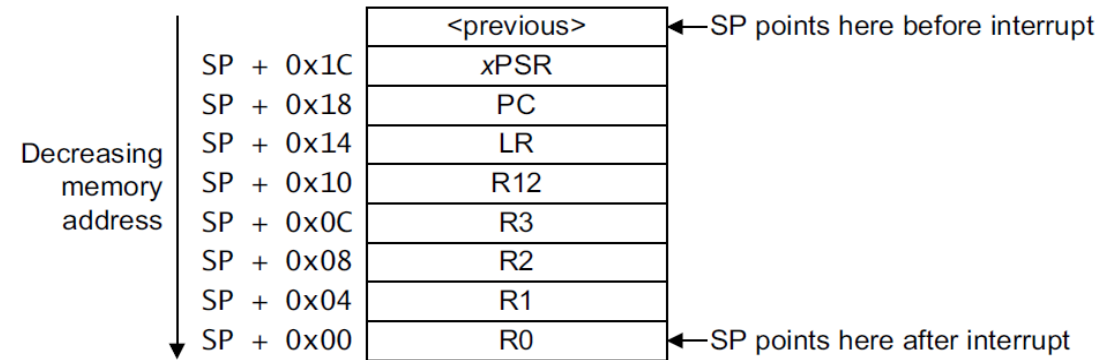 <previous>
SP points here before interrupt
SP + 0x1C
xPSR
SP + 0x18
PC
SP + 0x14
LR
SP + 0x10
R12
SP + 0x0C
R3
SP + 0x08
R2
SP + 0x04
R1
SP + 0x00
R0
SP points here after interrupt
Decreasing
memory
address